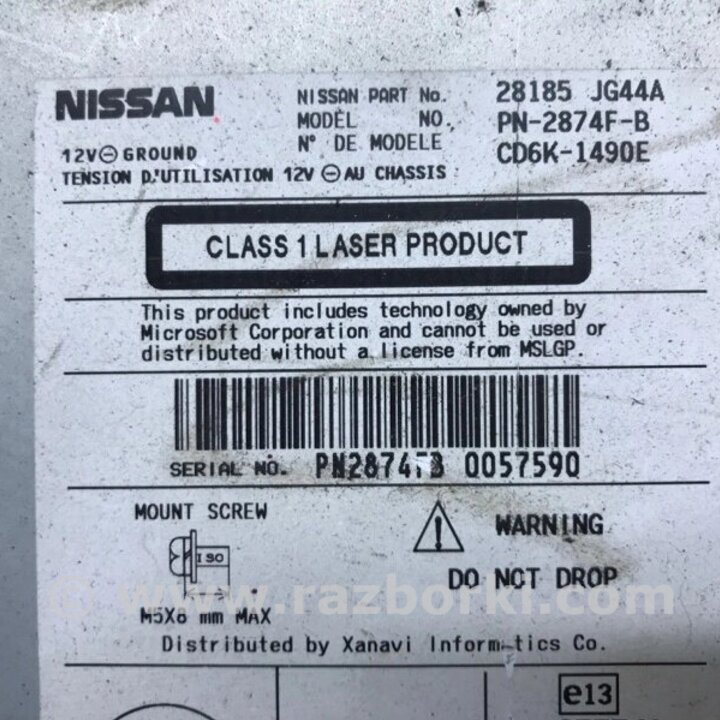 NISSAN
NISSAN PART No. 28185 JG44A
MODEL NO. PN-2874F-B
N° DE MODELE CD6K-1490E
12V⊖GROUND
TENSION D'UTILISATION 12V ⊖AU CHASSIS
CLASS 1 LASER PRODUCT
This product includes technology owned by
Microsoft Corporation and cannot be used or
distributed without a license from MSLGP.
SERIAL NO. PN2874FB 0057590
MOUNT SCREW
ISO
M5X8 mm MAX
WARNING
DO NOT DROP
© www.razborki.com
Distributed by Xanavi Informatics Co.
e13